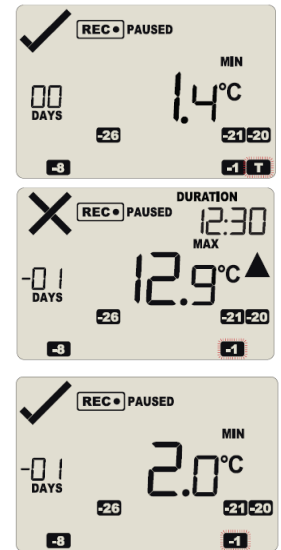 REC● PAUSED
MIN
00 DAYS 1.4°C
-26 -21 -20
-8 -1 T
DURATION
REC● PAUSED 12:30
MAX
-01 DAYS 12.9°C
-26 -21 -20
-8 -1
REC● PAUSED
MIN
-01 DAYS 2.0°C
-26 -21 -20
-8 -1